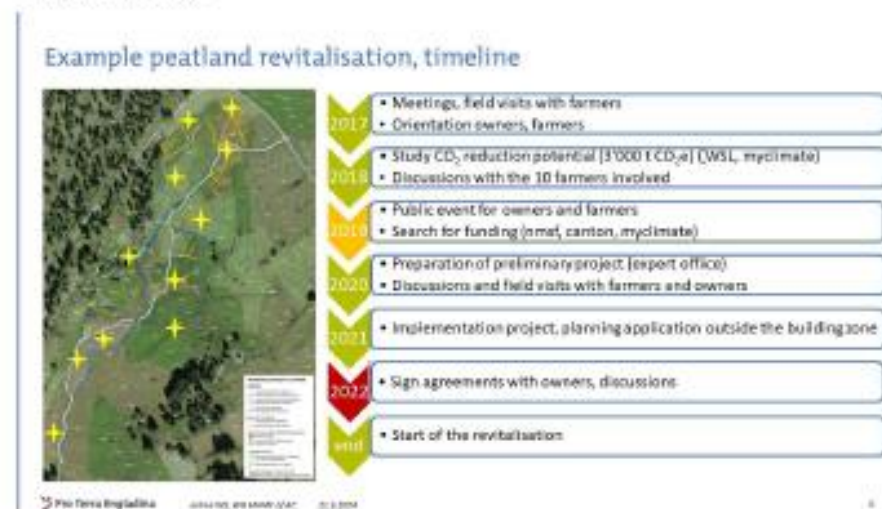 Example peatland revitalisation, timeline
2017
• Meetings, field visits with farmers
• Orientation owners, farmers
2018
• Study CO₂ reduction potential (3'000 t CO₂e) (WSL, myclimate)
• Discussions with the 10 farmers involved
2019
• Public event for owners and farmers
• Search for funding (nmsf, canton, myclimate)
2020
• Preparation of preliminary project (expert office)
• Discussions and field visits with farmers and owners
2021
• Implementation project, planning application outside the building zone
2022
• Sign agreements with owners, discussions
end
• Start of the revitalisation
Pro Terra Engiadina